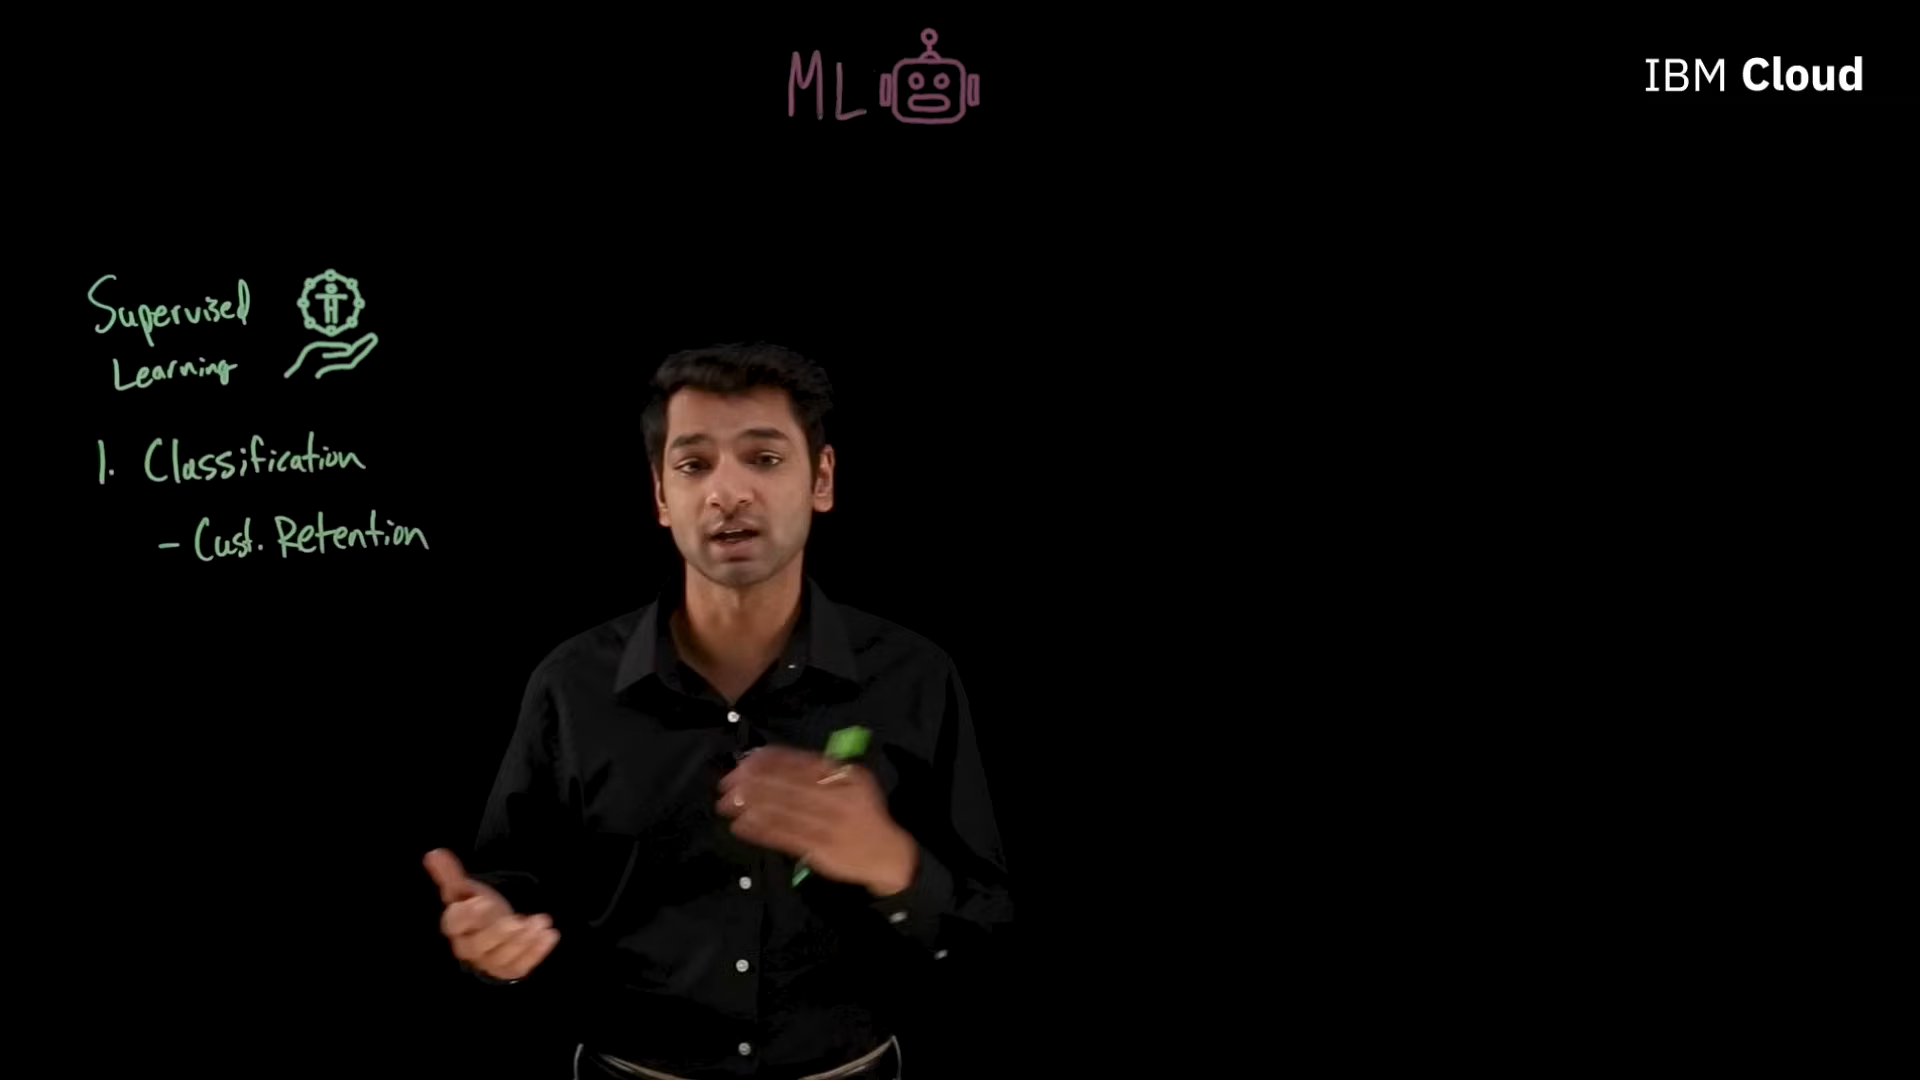 ML
IBM Cloud
Supervised
Learning
1. Classification
- Cust. Retention